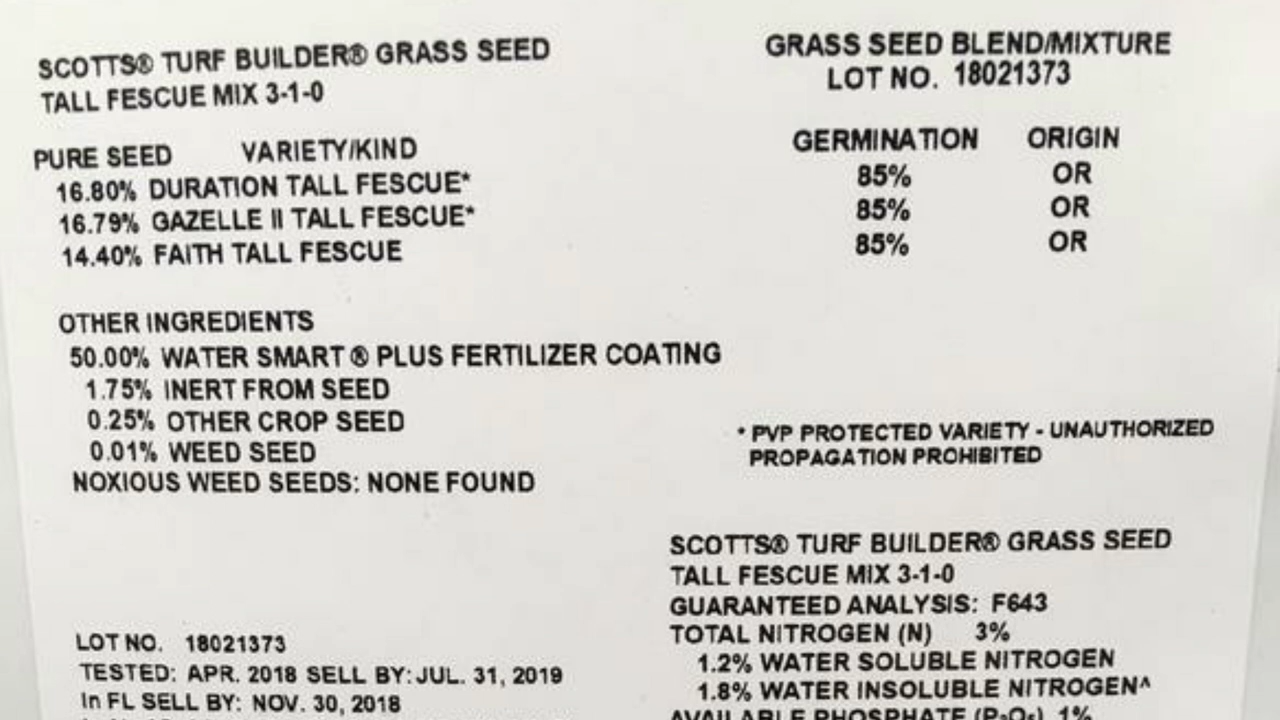 SCOTTS® TURF BUILDER® GRASS SEED
TALL FESCUE MIX 3-1-0
GRASS SEED BLEND/MIXTURE
LOT NO. 18021373
PURE SEED VARIETY/KIND GERMINATION ORIGIN
16.80% DURATION TALL FESCUE* 85% OR
16.79% GAZELLE II TALL FESCUE* 85% OR
14.40% FAITH TALL FESCUE 85% OR
OTHER INGREDIENTS
50.00% WATER SMART® PLUS FERTILIZER COATING
1.75% INERT FROM SEED
0.25% OTHER CROP SEED
0.01% WEED SEED
NOXIOUS WEED SEEDS: NONE FOUND
* PVP PROTECTED VARIETY - UNAUTHORIZED
PROPAGATION PROHIBITED
LOT NO. 18021373
TESTED: APR. 2018 SELL BY: JUL. 31, 2019
In FL SELL BY: NOV. 30, 2018
SCOTTS® TURF BUILDER® GRASS SEED
TALL FESCUE MIX 3-1-0
GUARANTEED ANALYSIS: F643
TOTAL NITROGEN (N) 3%
1.2% WATER SOLUBLE NITROGEN
1.8% WATER INSOLUBLE NITROGEN^
AVAILABLE PHOSPHATE (P₂O₅) 1%